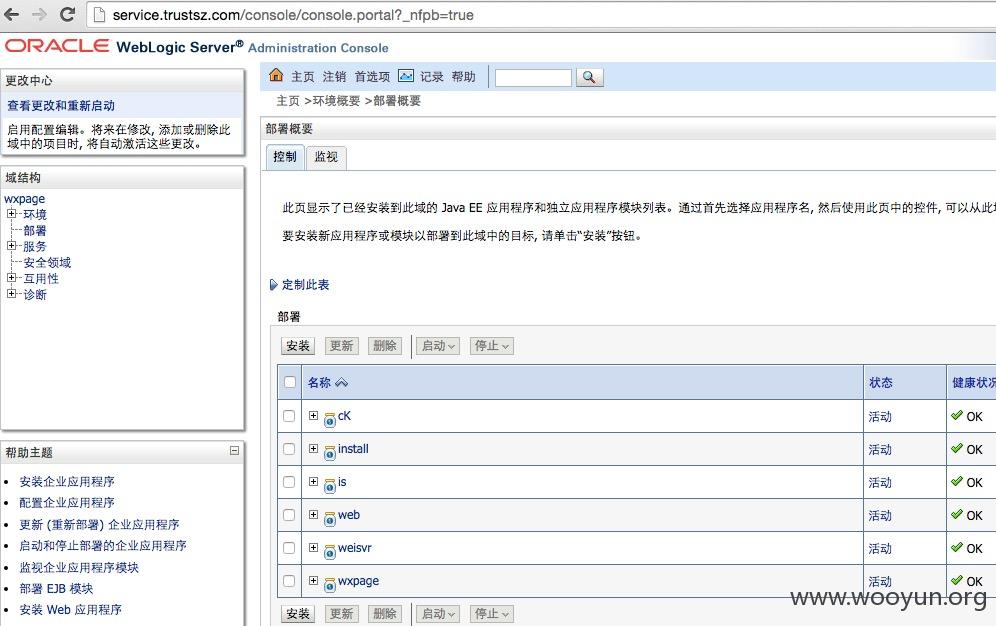 service.trustsz.com/console/console.portal?_nfpb=true
ORACLE WebLogic Server® Administration Console
更改中心
查看更改和重新启动
启用配置编辑。将来在修改, 添加或删除此
域中的项目时, 将自动激活这些更改。
域结构
wxpage
环境
部署
服务
安全领域
互用性
诊断
帮助主题
安装企业应用程序
配置企业应用程序
更新 (重新部署) 企业应用程序
启动和停止部署的企业应用程序
监视企业应用程序模块
部署 EJB 模块
安装 Web 应用程序
主页 注销 首选项 记录 帮助
主页 >环境概要 >部署概要
部署概要
控制 监视
此页显示了已经安装到此域的 Java EE 应用程序和独立应用程序模块列表。通过首先选择应用程序名, 然后使用此页中的控件, 可以从此域
要安装新应用程序或模块以部署到此域中的目标, 请单击“安装”按钮。
定制此表
部署
安装 更新 删除 启动 停止
名称 状态 健康状况
cK 活动 OK
install 活动 OK
is 活动 OK
web 活动 OK
weisvr 活动 OK
wxpage 活动 OK
安装 更新 删除 启动 停止
www.wooyun.org